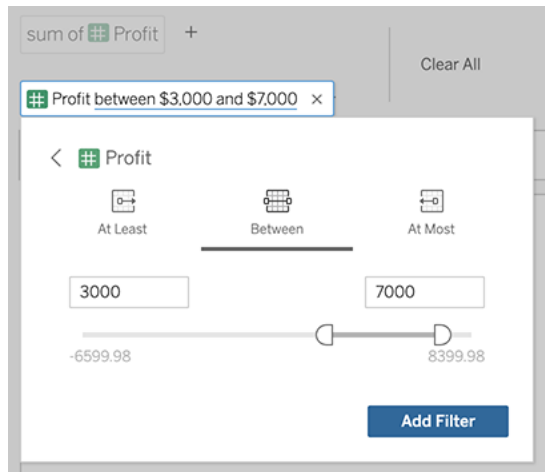 sum of # Profit +
Clear All
# Profit between $3,000 and $7,000 ×
< # Profit
At Least Between At Most
3000 7000
-6599.98 8399.98
Add Filter